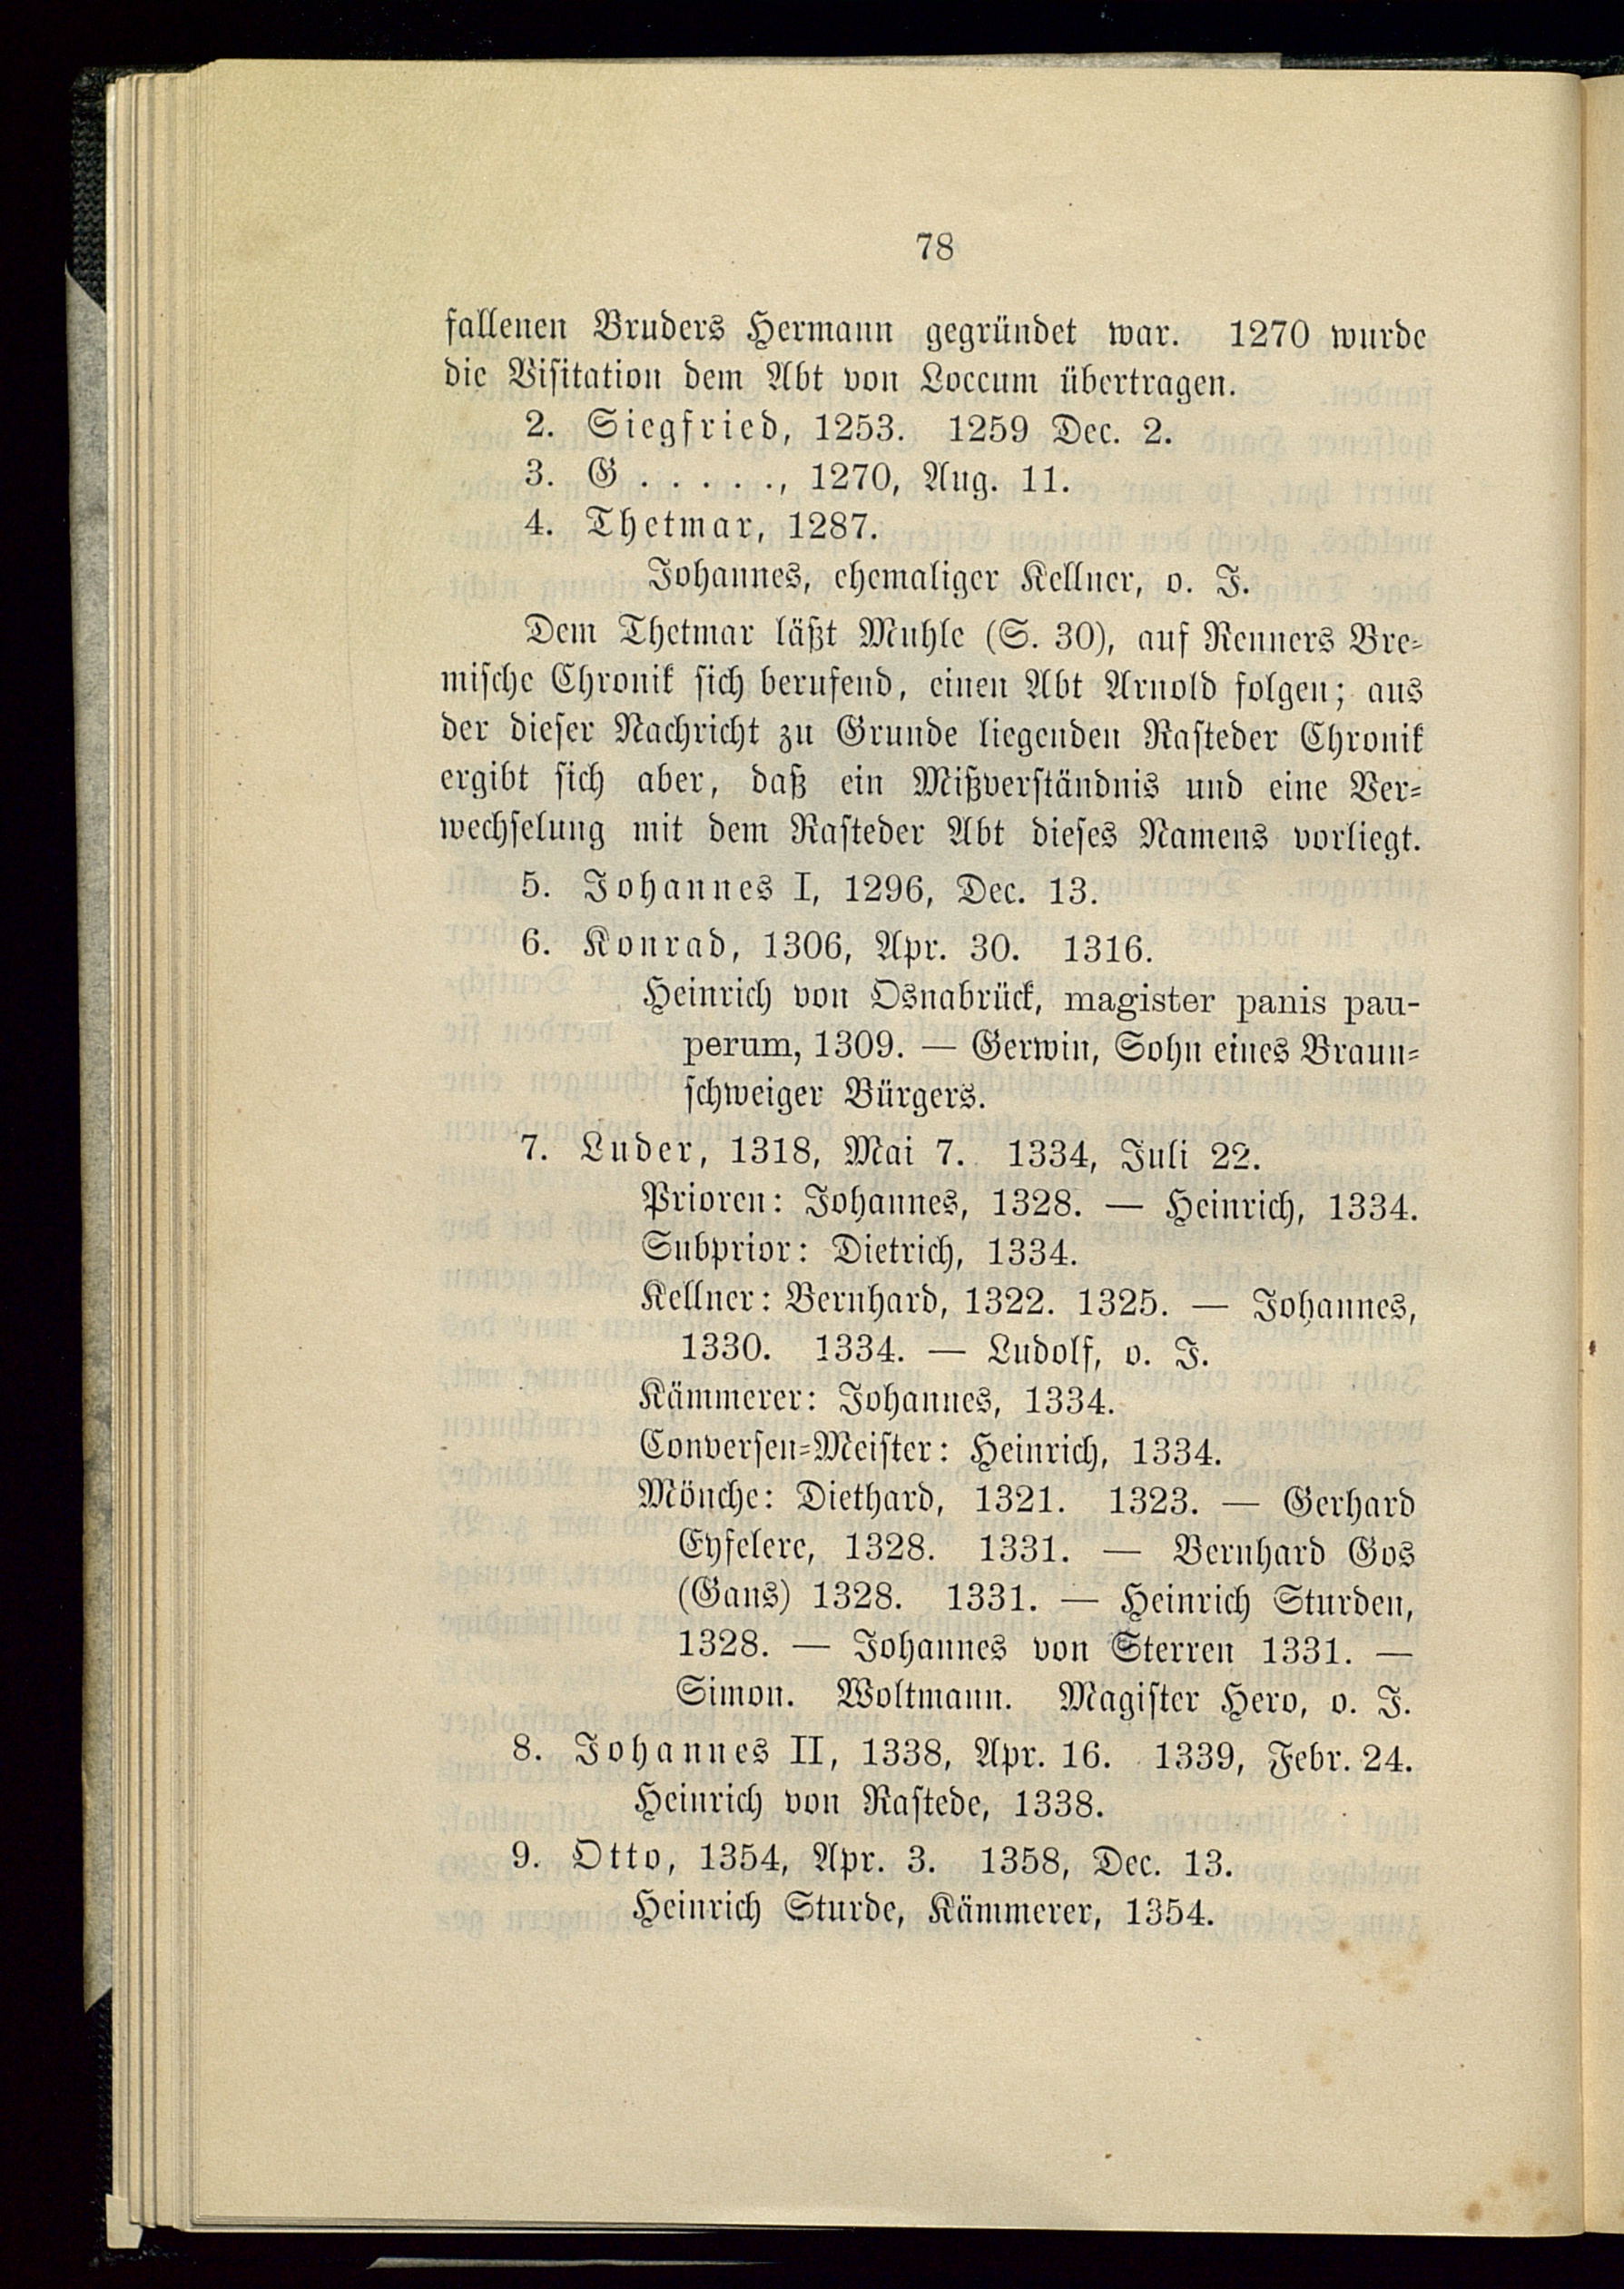 78
fallenen Bruders Hermann gegründet war. 1270 wurde
die Visitation dem Abt von Loccum übertragen.
2. Siegfried, 1253. 1259 Dec. 2.
3. G . . . . ., 1270, Aug. 11.
4. Thetmar, 1287.
Johannes, ehemaliger Kellner, o. J.
Dem Thetmar läßt Muhle (S. 30), auf Renners Bre-
mische Chronik sich berufend, einen Abt Arnold folgen; aus
der dieser Nachricht zu Grunde liegenden Rasteder Chronik
ergibt sich aber, daß ein Mißverständnis und eine Ver-
wechselung mit dem Rasteder Abt dieses Namens vorliegt.
5. Johannes I, 1296, Dec. 13.
6. Konrad, 1306, Apr. 30. 1316.
Heinrich von Osnabrück, magister panis pau-
perum, 1309. — Gerwin, Sohn eines Braun-
schweiger Bürgers.
7. Luder, 1318, Mai 7. 1334, Juli 22.
Prioren: Johannes, 1328. — Heinrich, 1334.
Subprior: Dietrich, 1334.
Kellner: Bernhard, 1322. 1325. — Johannes,
1330. 1334. — Ludolf, o. J.
Kämmerer: Johannes, 1334.
Conversen-Meister: Heinrich, 1334.
Mönche: Diethard, 1321. 1323. — Gerhard
Eyfelere, 1328. 1331. — Bernhard Gos
(Gans) 1328. 1331. — Heinrich Sturden,
1328. — Johannes von Sterren 1331. —
Simon. Woltmann. Magister Hero, o. J.
8. Johannes II, 1338, Apr. 16. 1339, Febr. 24.
Heinrich von Rastede, 1338.
9. Otto, 1354, Apr. 3. 1358, Dec. 13.
Heinrich Sturde, Kämmerer, 1354.